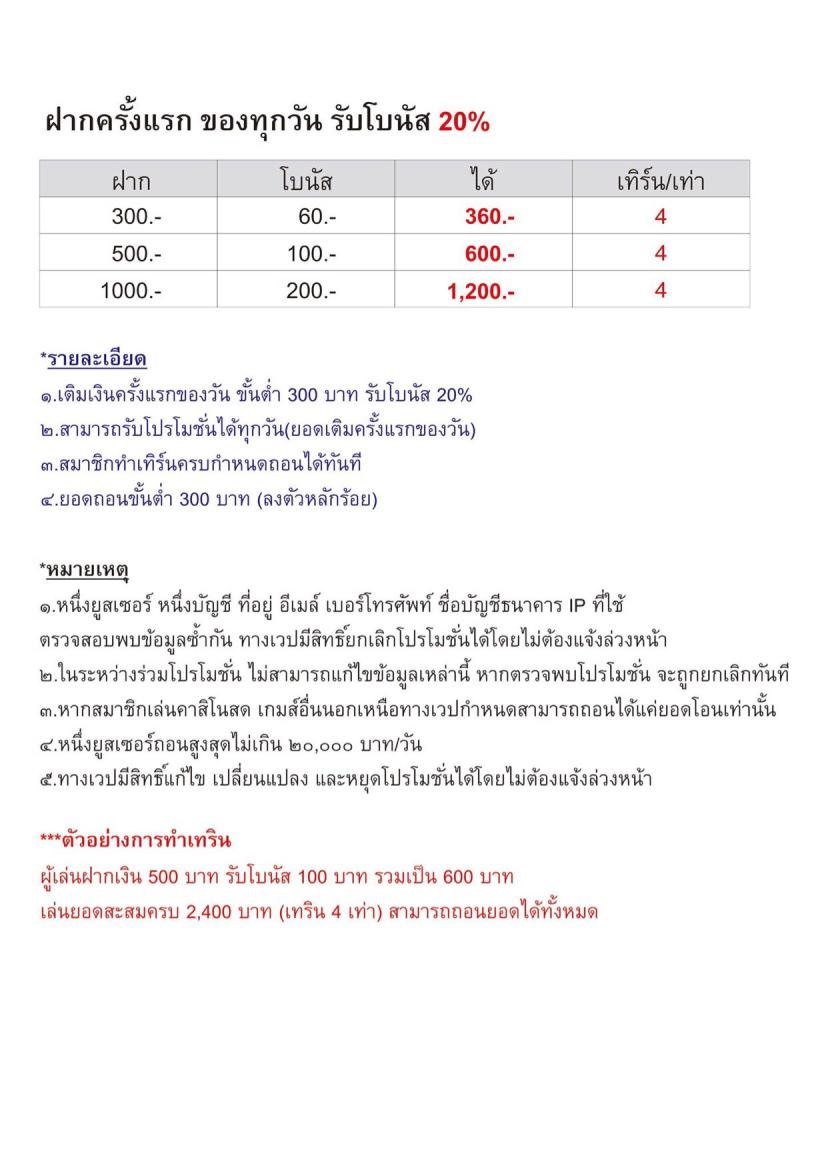 ฝากครั้งแรก ของทุกวัน รับโบนัส 20%
ฝาก โบนัส ได้ เทิร์น/เท่า
300.- 60.- 360.- 4
500.- 100.- 600.- 4
1000.- 200.- 1,200.- 4
*รายละเอียด
๑.เติมเงินครั้งแรกของวัน ขั้นต่ำ 300 บาท รับโบนัส 20%
๒.สามารถรับโปรโมชั่นได้ทุกวัน(ยอดเติมครั้งแรกของวัน)
๓.สมาชิกทำเทิร์นครบกำหนดถอนได้ทันที
๔.ยอดถอนขั้นต่ำ 300 บาท (ลงตัวหลักร้อย)
*หมายเหตุ
๑.หนึ่งยูสเซอร์ หนึ่งบัญชี ที่อยู่ อีเมล์ เบอร์โทรศัพท์ ชื่อบัญชีธนาคาร IP ที่ใช้
ตรวจสอบพบข้อมูลซ้ำกัน ทางเวปมีสิทธิ์ยกเลิกโปรโมชั่นได้โดยไม่ต้องแจ้งล่วงหน้า
๒.ในระหว่างร่วมโปรโมชั่น ไม่สามารถแก้ไขข้อมูลเหล่านี้ หากตรวจพบโปรโมชั่น จะถูกยกเลิกทันที
๓.หากสมาชิกเล่นคาสิโนสด เกมส์อื่นนอกเหนือทางเวปกำหนดสามารถถอนได้แค่ยอดโอนเท่านั้น
๔.หนึ่งยูสเซอร์ถอนสูงสุดไม่เกิน ๒๐,๐๐๐ บาท/วัน
๕.ทางเวปมีสิทธิ์แก้ไข เปลี่ยนแปลง และหยุดโปรโมชั่นได้โดยไม่ต้องแจ้งล่วงหน้า
***ตัวอย่างการทำเทริน
ผู้เล่นฝากเงิน 500 บาท รับโบนัส 100 บาท รวมเป็น 600 บาท
เล่นยอดสะสมครบ 2,400 บาท (เทริน 4 เท่า) สามารถถอนยอดได้ทั้งหมด